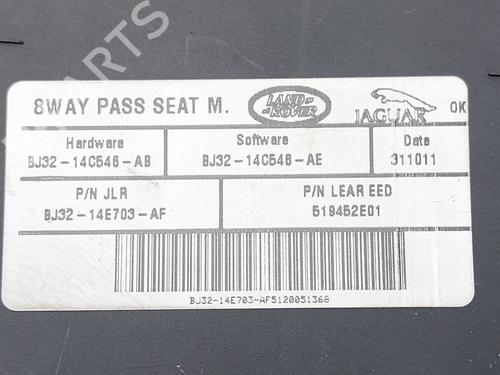 PARTS
8WAY PASS SEAT M.
LAND ROVER
JAGUAR
OK
Hardware
BJ32-14C546-AB
Software
BJ32-14C548-AE
Date
311011
P/N JLR
BJ32-14E703-AF
P/N LEAR EED
519452E01
BJ32-14E703-AF5120051368